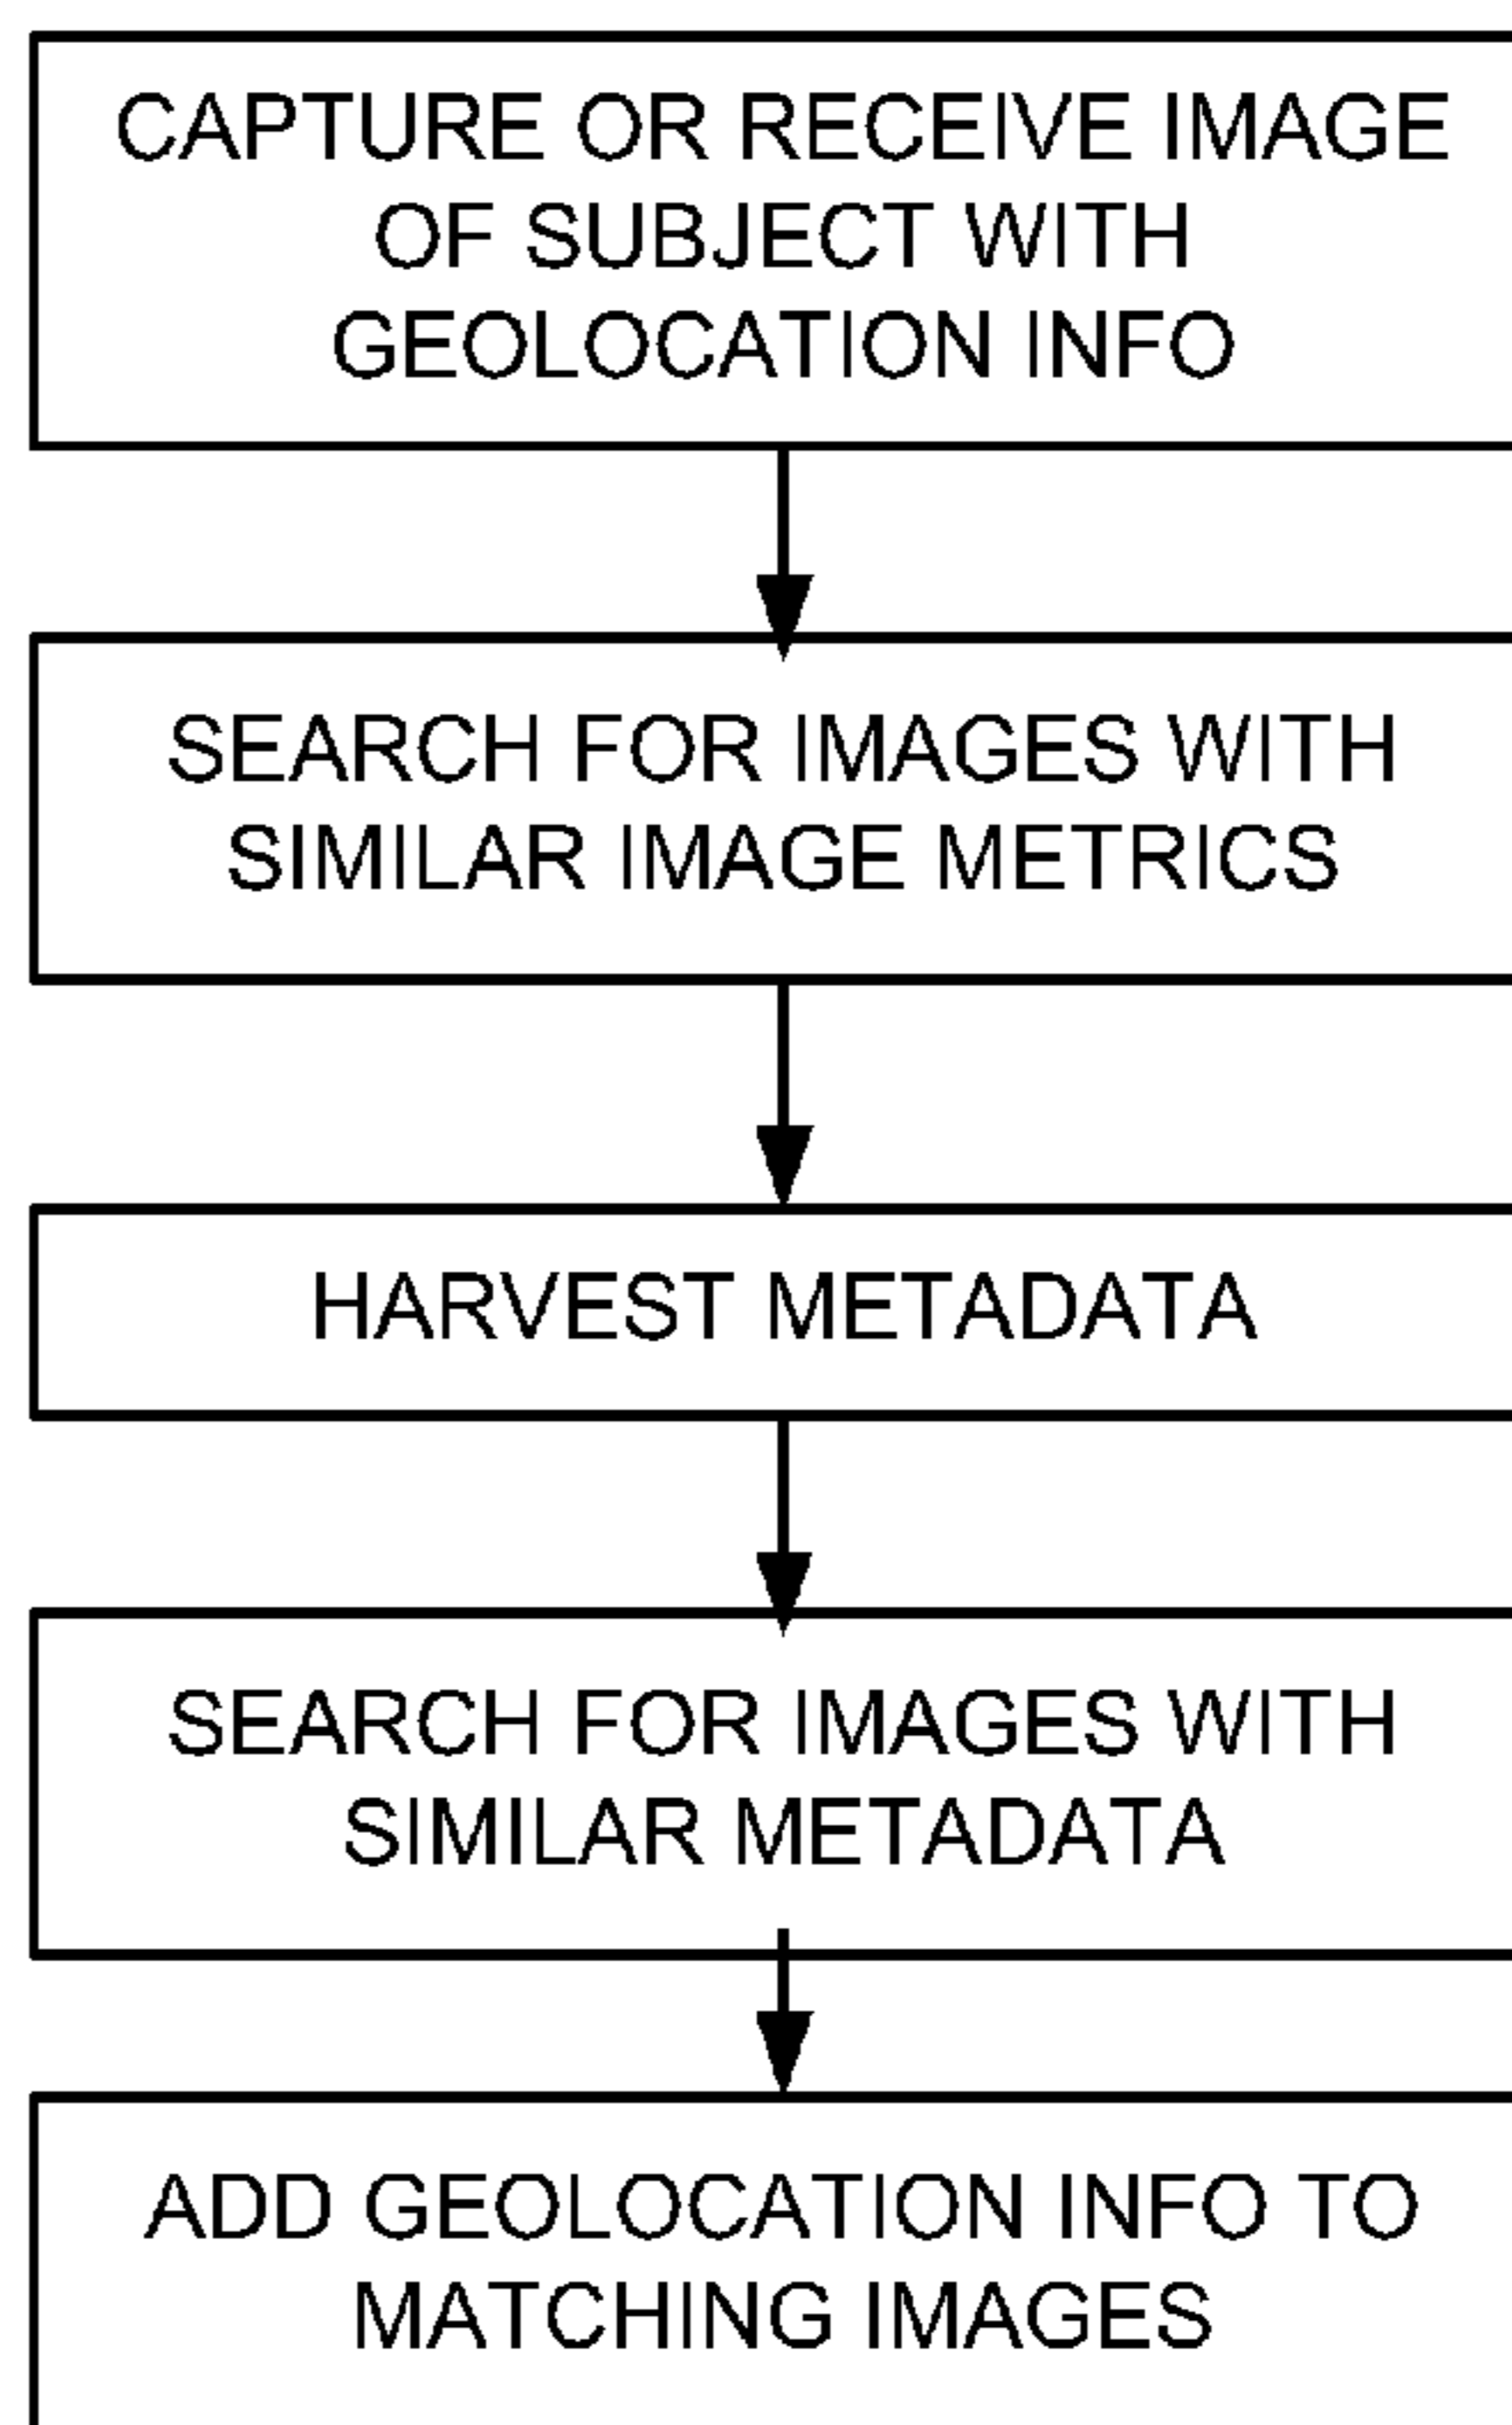 CAPTURE OR RECEIVE IMAGE
OF SUBJECT WITH
GEOLOCATION INFO
SEARCH FOR IMAGES WITH
SIMILAR IMAGE METRICS
HARVEST METADATA
SEARCH FOR IMAGES WITH
SIMILAR METADATA
ADD GEOLOCATION INFO TO
MATCHING IMAGES